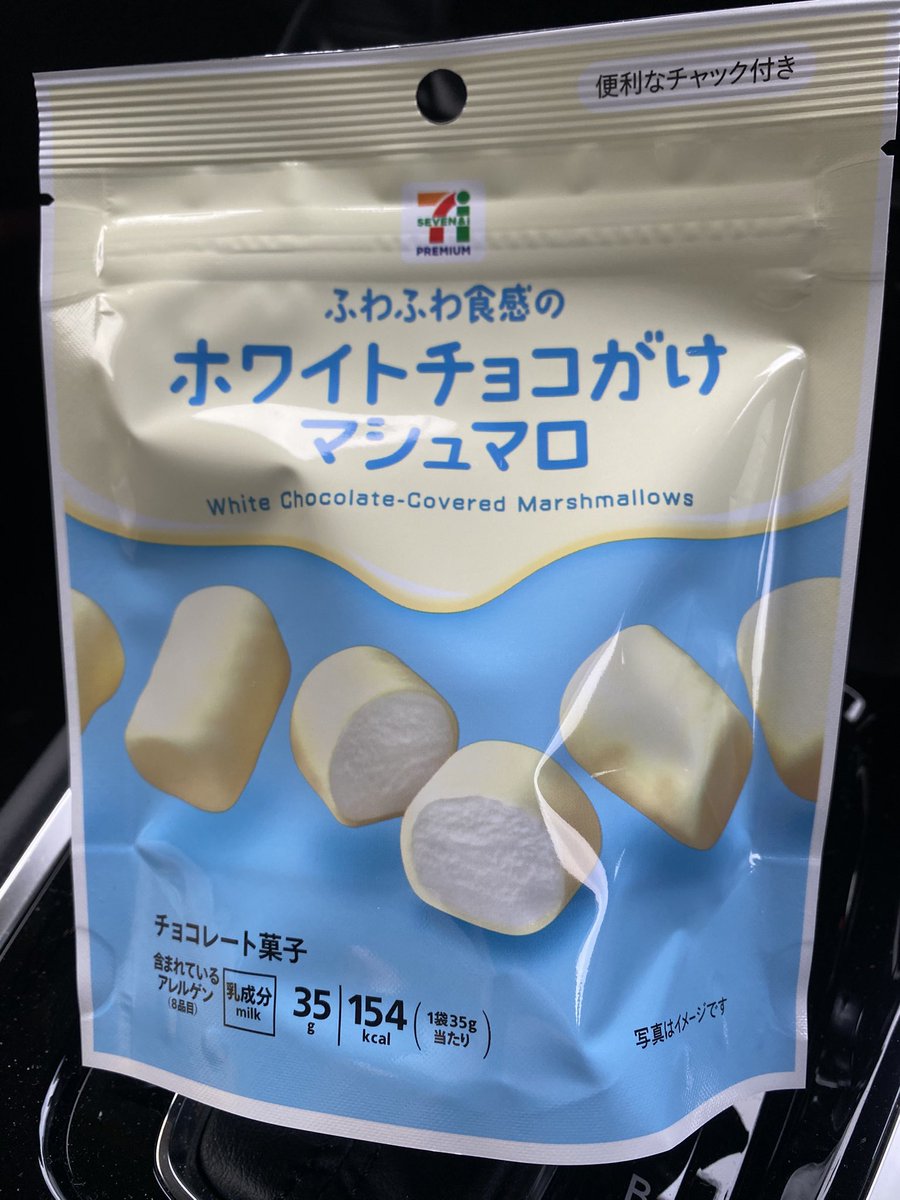 便利なチャック付き
7i
SEVEN&i
PREMIUM
ふわふわ食感の
ホワイトチョコがけ
マシュマロ
White Chocolate-Covered Marshmallows
チョコレート菓子
含まれている
アレルゲン
(8品目)
乳成分
milk
35
g
154
kcal
(1袋35g
当たり)
写真はイメージです
R